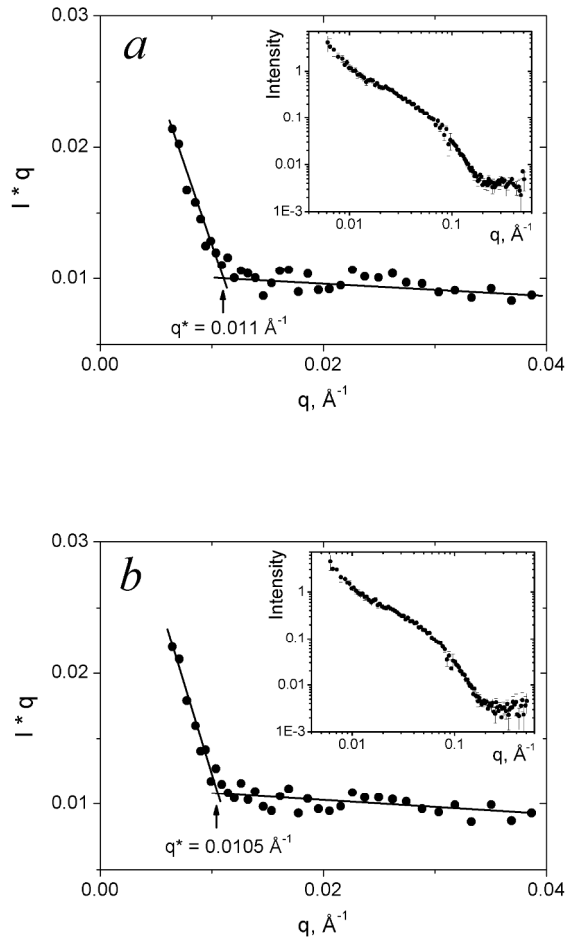 0.03
a
Intensity
1
0.1
0.01
1E-3
0.01
0.1
q, Å-1
0.02
I * q
0.01
q* = 0.011 Å-1
0.00
0.02
0.04
q, Å-1
0.03
b
Intensity
1
0.1
0.01
1E-3
0.01
0.1
q, Å-1
0.02
I * q
0.01
q* = 0.0105 Å-1
0.00
0.02
0.04
q, Å-1